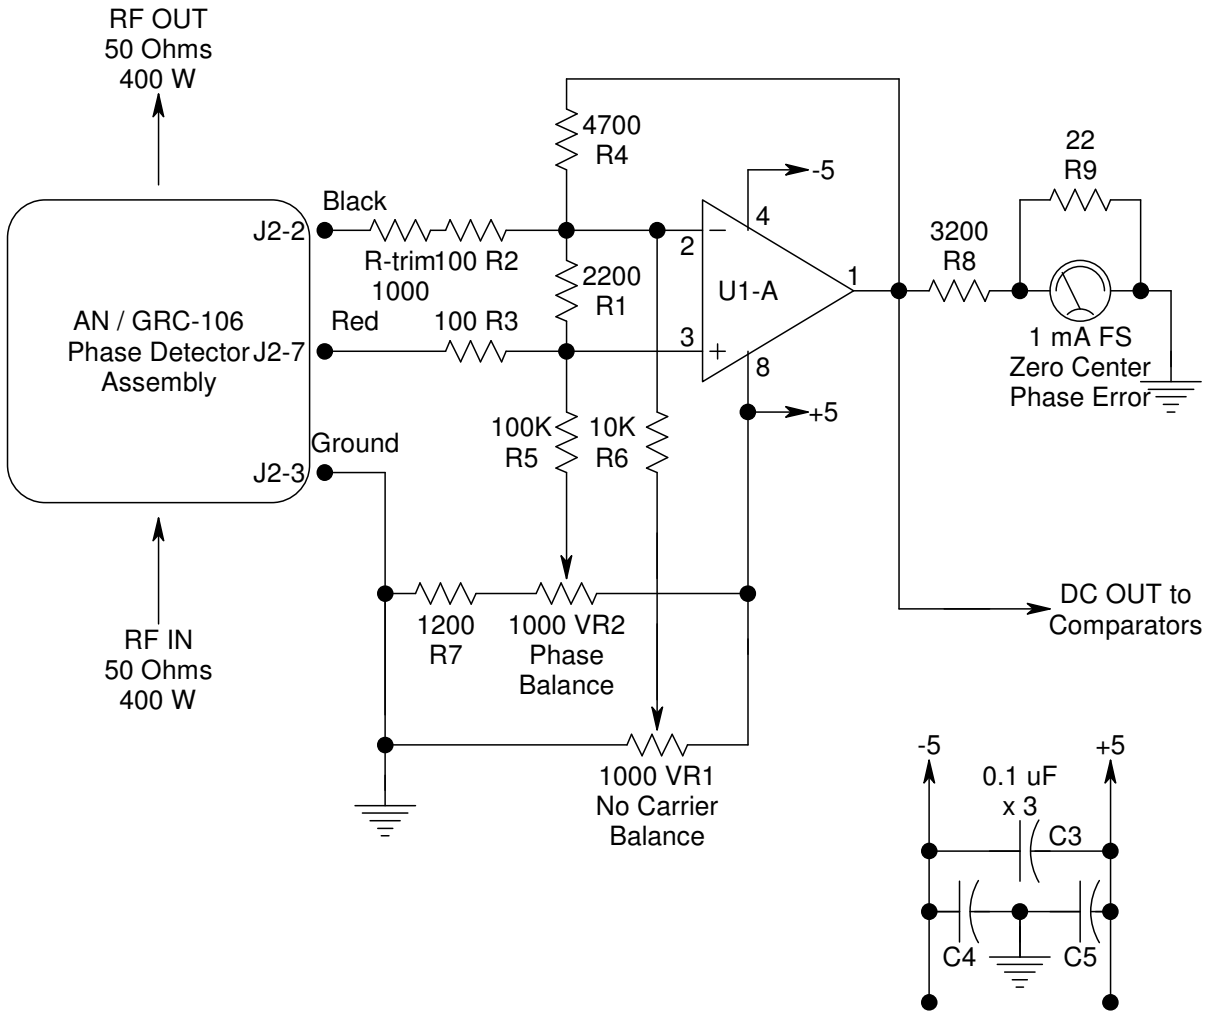 RF OUT
50 Ohms
400 W
4700
R4
22
R9
-5
Black
J2-2
4
2
−
3200
R8
R-trim
1000
100 R2
2200
R1
U1-A
1
AN / GRC-106
Phase Detector
Assembly
Red
J2-7
100 R3
3
+
8
1 mA FS
Zero Center
Phase Error
+5
100K
R5
10K
R6
Ground
J2-3
RF IN
50 Ohms
400 W
1200
R7
1000 VR2
Phase
Balance
DC OUT to
Comparators
1000 VR1
No Carrier
Balance
-5
+5
0.1 uF
x 3
C3
C4
C5